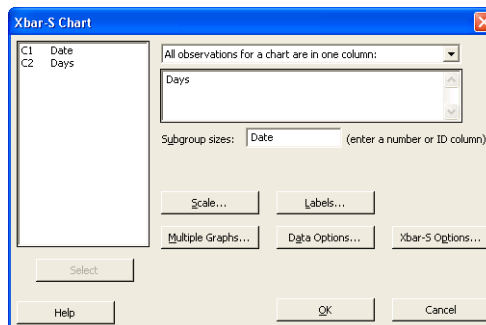 Xbar-S Chart
C1 Date
C2 Days
All observations for a chart are in one column:
Days
Subgroup sizes: Date (enter a number or ID column)
Scale... Labels...
Multiple Graphs... Data Options... Xbar-S Options...
Select
Help OK Cancel